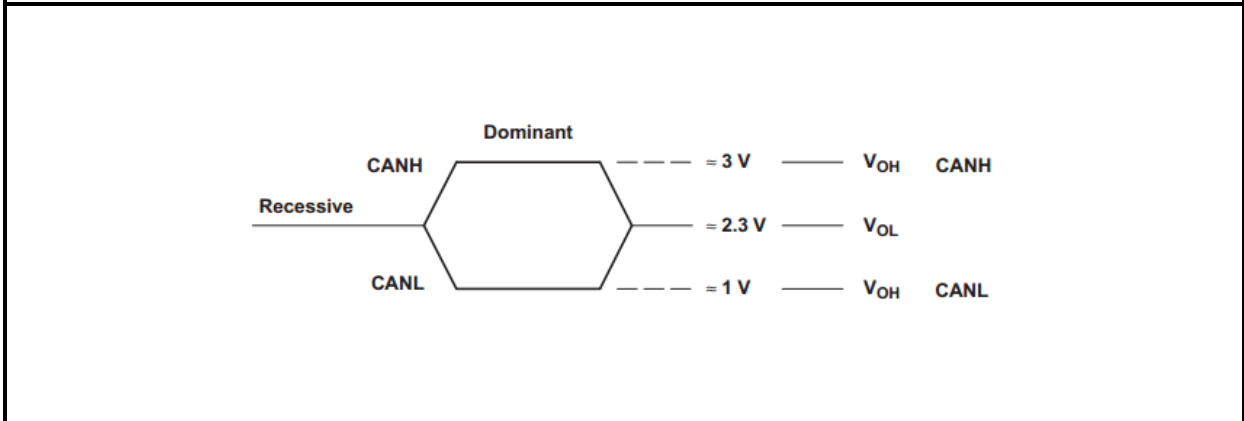 Dominant
CANH ≈ 3 V VOH CANH
Recessive ≈ 2.3 V VOL
CANL ≈ 1 V VOH CANL